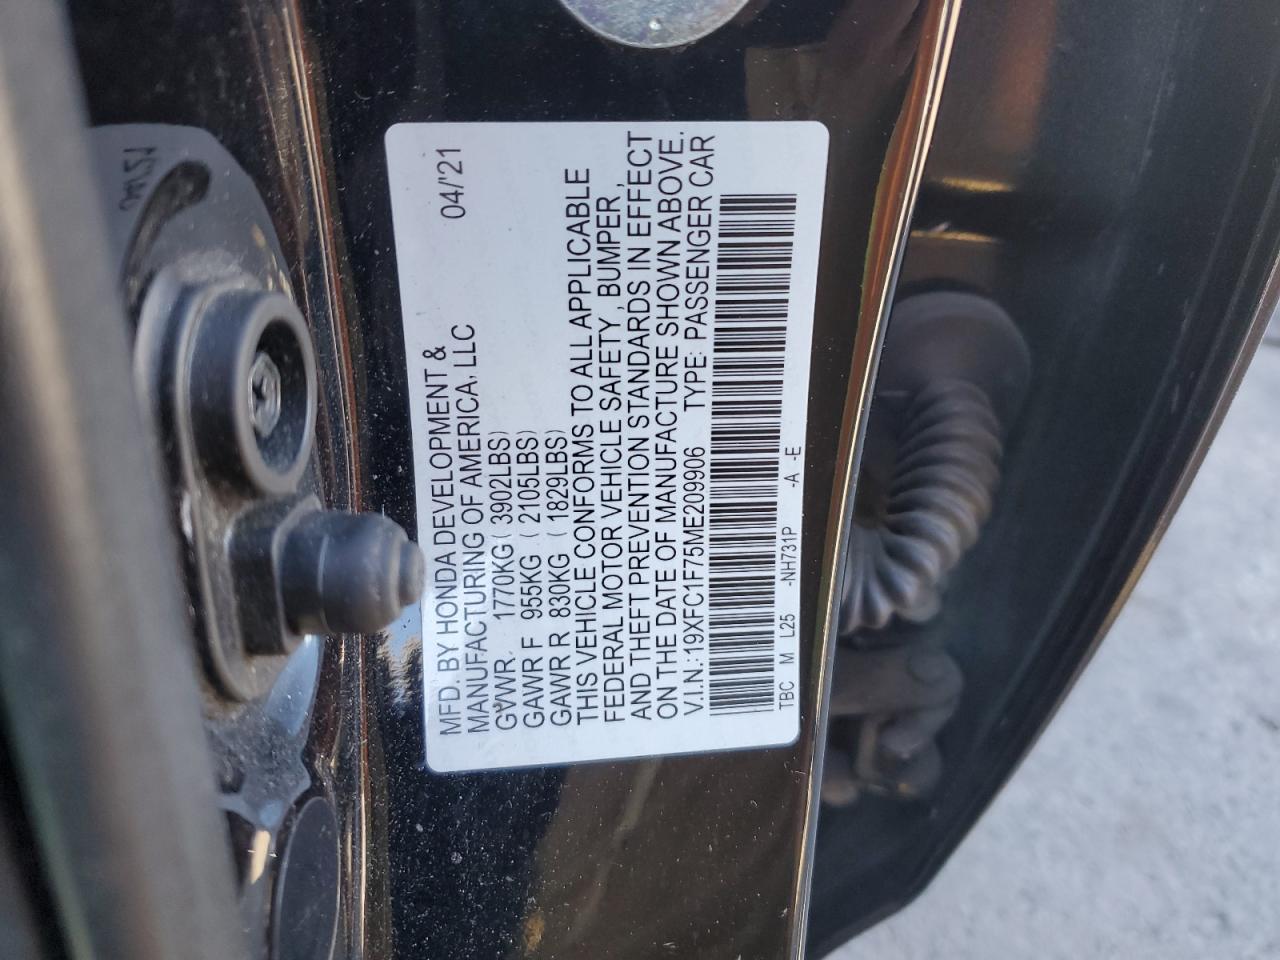 MFD. BY HONDA DEVELOPMENT &
MANUFACTURING OF AMERICA, LLC 04/'21
GVWR. 1770KG( 3902LBS)
GAWR F 955KG ( 2105LBS)
GAWR R 830KG ( 1829LBS)
THIS VEHICLE CONFORMS TO ALL APPLICABLE
FEDERAL MOTOR VEHICLE SAFETY , BUMPER,
AND THEFT PREVENTION STANDARDS IN EFFECT
ON THE DATE OF MANUFACTURE SHOWN ABOVE.
V.I.N.:19XFC1F75ME209906 TYPE: PASSENGER CAR
TBC M L25 -NH731P -A -E